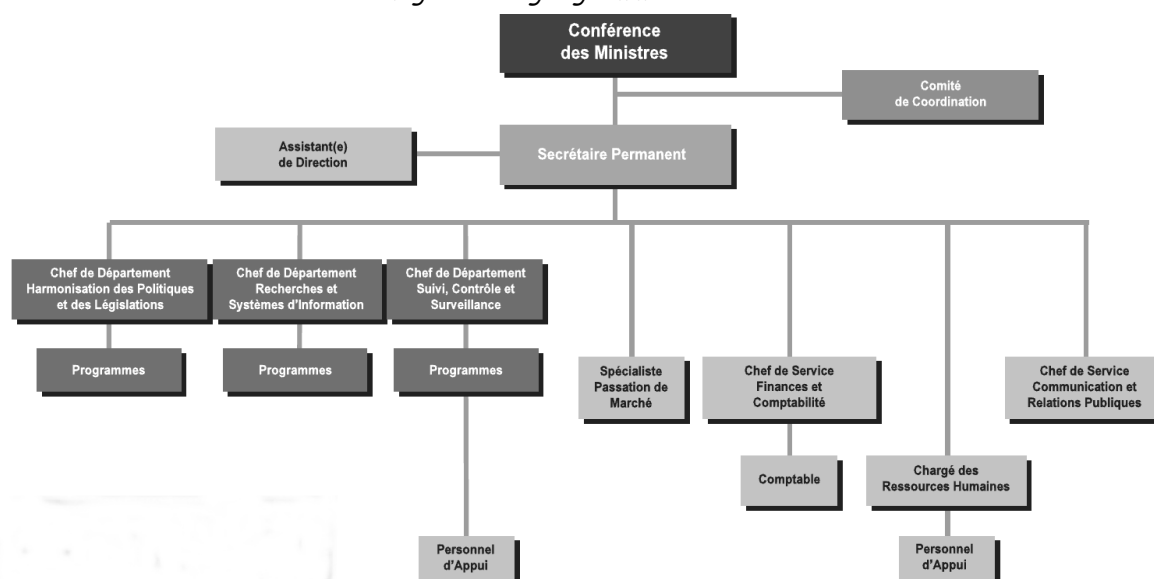 Conférence
des Ministres
Comité
de Coordination
Assistant(e)
de Direction
Secrétaire Permanent
Chef de Département
Harmonisation des Politiques
et des Législations
Chef de Département
Recherches et
Systèmes d'Information
Chef de Département
Suivi, Contrôle et
Surveillance
Programmes
Programmes
Programmes
Spécialiste
Passation de
Marché
Chef de Service
Finances et
Comptabilité
Chef de Service
Communication et
Relations Publiques
Comptable
Chargé des
Ressources Humaines
Personnel
d'Appui
Personnel
d'Appui